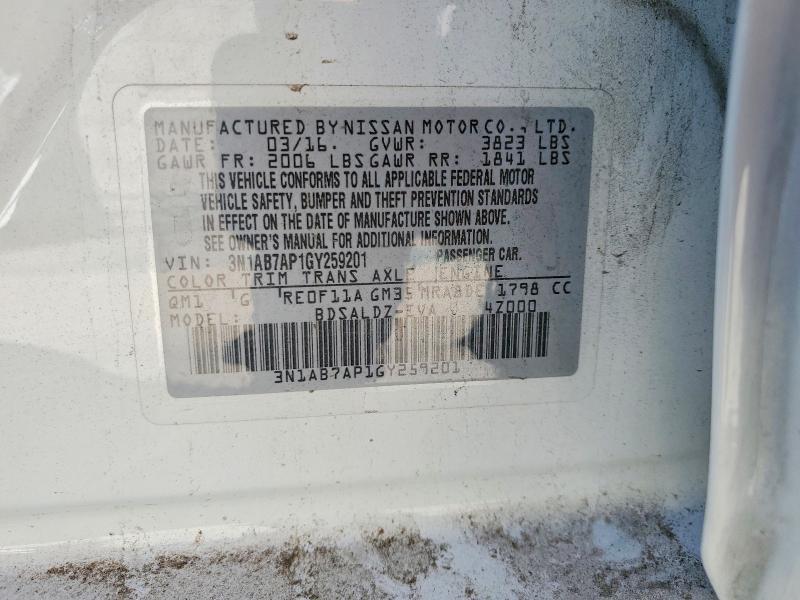 MANUFACTURED BY NISSAN MOTOR CO., LTD.
DATE: 03/16. GVWR: 3823 LBS
GAWR FR: 2006 LBS GAWR RR: 1841 LBS
THIS VEHICLE CONFORMS TO ALL APPLICABLE FEDERAL MOTOR
VEHICLE SAFETY, BUMPER AND THEFT PREVENTION STANDARDS
IN EFFECT ON THE DATE OF MANUFACTURE SHOWN ABOVE.
SEE OWNER'S MANUAL FOR ADDITIONAL INFORMATION.
VIN: 3N1AB7AP1GY259201 PASSENGER CAR.
COLOR TRIM TRANS AXLE ENGINE
QM1 G RE0F11A GM35 MRA8DE 1798 CC
MODEL: BDSALDZ-EVA 4Z000
3N1AB7AP1GY259201